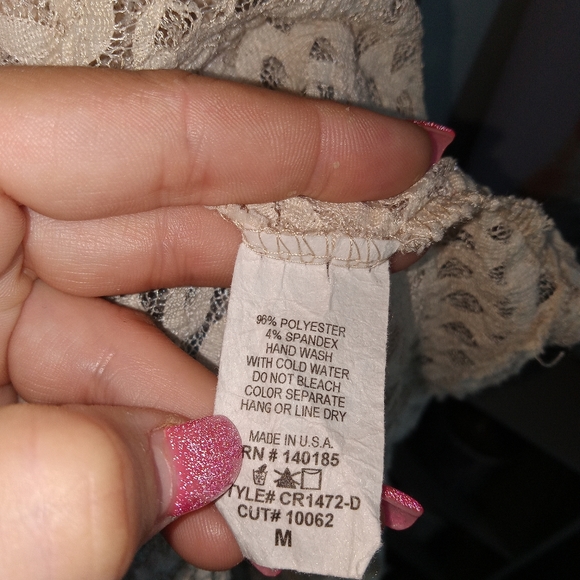 96% POLYESTER
4% SPANDEX
HAND WASH
WITH COLD WATER
DO NOT BLEACH
COLOR SEPARATE
HANG OR LINE DRY
MADE IN U.S.A.
RN # 140185
TYLE# CR1472-D
CUT# 10062
M